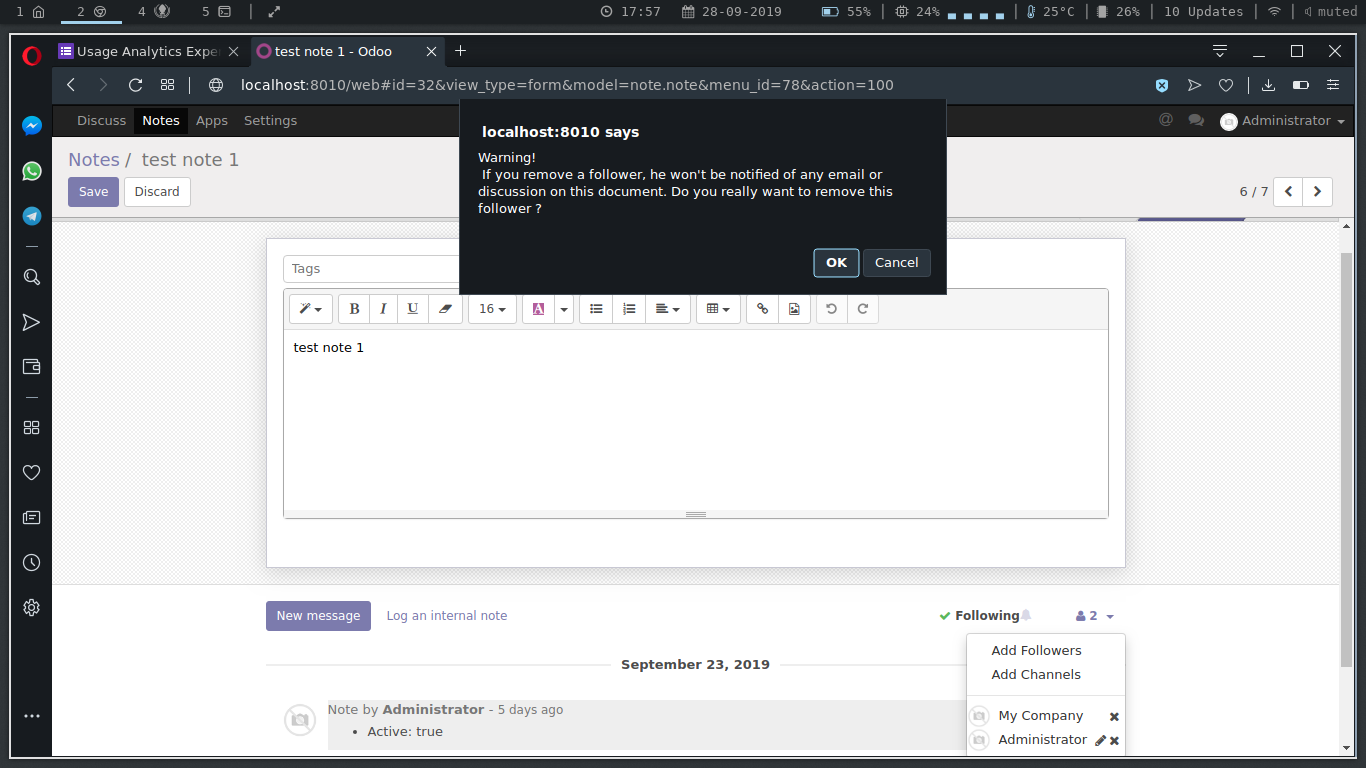 1 2 4 5 17:57 28-09-2019 55% 24% 25°C 26% 10 Updates muted
Usage Analytics Expe test note 1 - Odoo
localhost:8010/web#id=32&view_type=form&model=note.note&menu_id=78&action=100
Discuss Notes Apps Settings @ Administrator
localhost:8010 says
Warning!
If you remove a follower, he won't be notified of any email or
discussion on this document. Do you really want to remove this
follower ?
OK Cancel
Notes / test note 1
Save Discard 6 / 7
Tags
B I U 16 A
test note 1
New message Log an internal note Following 2
Add Followers
Add Channels
September 23, 2019
Note by Administrator - 5 days ago
• Active: true
My Company
Administrator